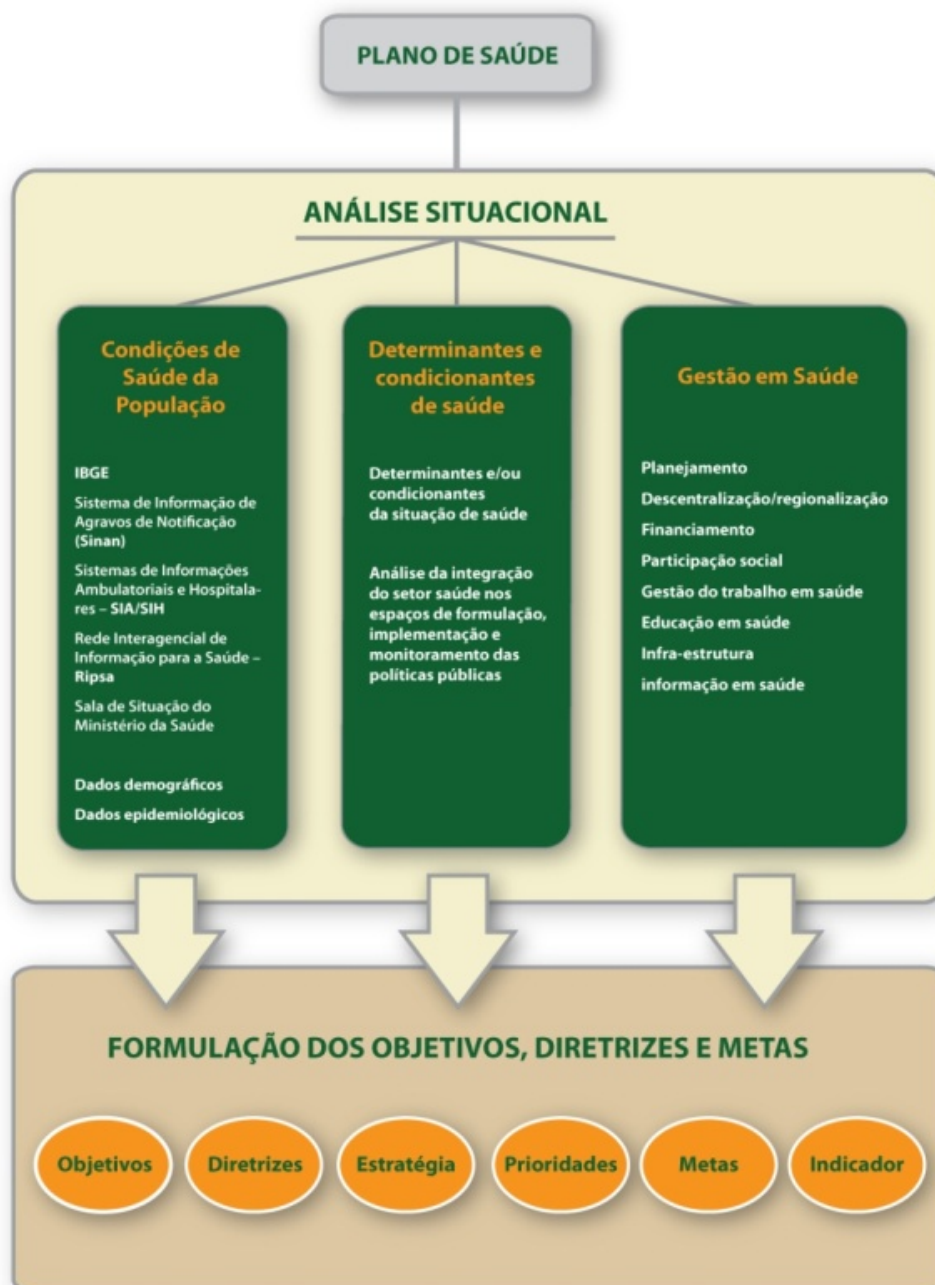 PLANO DE SAÚDE
ANÁLISE SITUACIONAL
Condições de
Saúde da
População
IBGE
Sistema de Informação de
Agravos de Notificação
(Sinan)
Sistemas de Informações
Ambulatoriais e Hospitala-
res – SIA/SIH
Rede Interagencial de
Informação para a Saúde –
Ripsa
Sala de Situação do
Ministério da Saúde
Dados demográficos
Dados epidemiológicos
Determinantes e
condicionantes
de saúde
Determinantes e/ou
condicionantes
da situação de saúde
Análise da integração
do setor saúde nos
espaços de formulação,
implementação e
monitoramento das
políticas públicas
Gestão em Saúde
Planejamento
Descentralização/regionalização
Financiamento
Participação social
Gestão do trabalho em saúde
Educação em saúde
Infra-estrutura
informação em saúde
FORMULAÇÃO DOS OBJETIVOS, DIRETRIZES E METAS
Objetivos
Diretrizes
Estratégia
Prioridades
Metas
Indicador